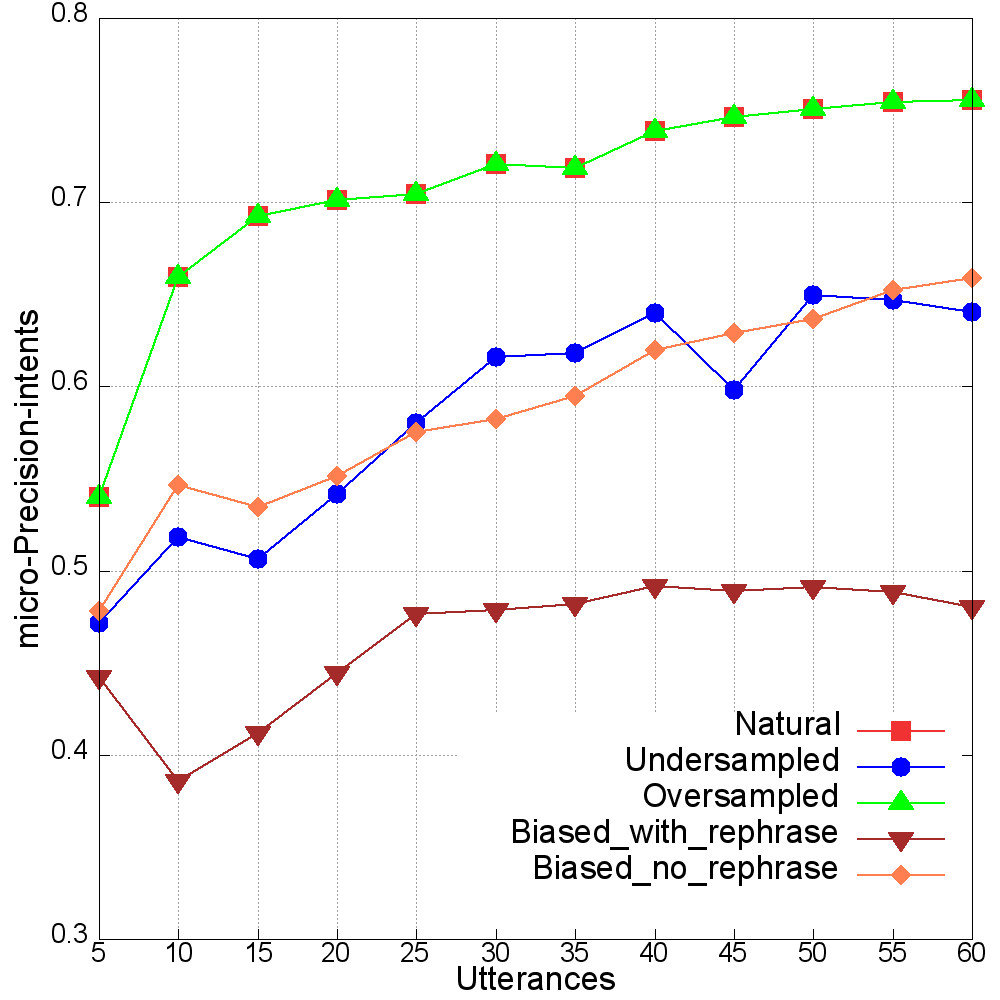 0.8
0.7
0.6
0.5
0.4
0.3
micro-Precision-intents
Natural
Undersampled
Oversampled
Biased_with_rephrase
Biased_no_rephrase
5 10 15 20 25 30 35 40 45 50 55 60
Utterances